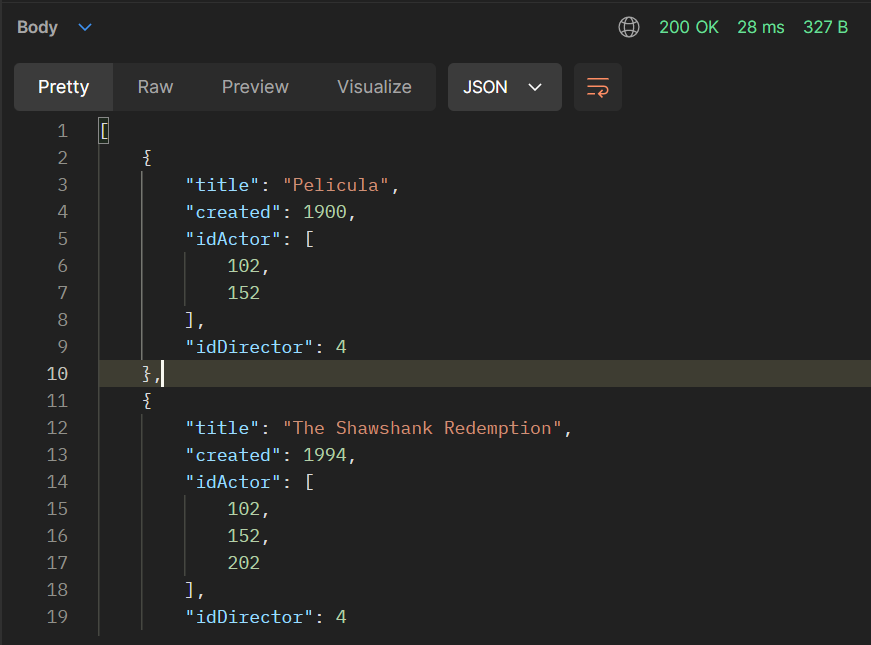 Body 200 OK 28 ms 327 B
Pretty Raw Preview Visualize JSON
1 [
2 {
3 "title": "Pelicula",
4 "created": 1900,
5 "idActor": [
6 102,
7 152
8 ],
9 "idDirector": 4
10 },
11 {
12 "title": "The Shawshank Redemption",
13 "created": 1994,
14 "idActor": [
15 102,
16 152,
17 202
18 ],
19 "idDirector": 4